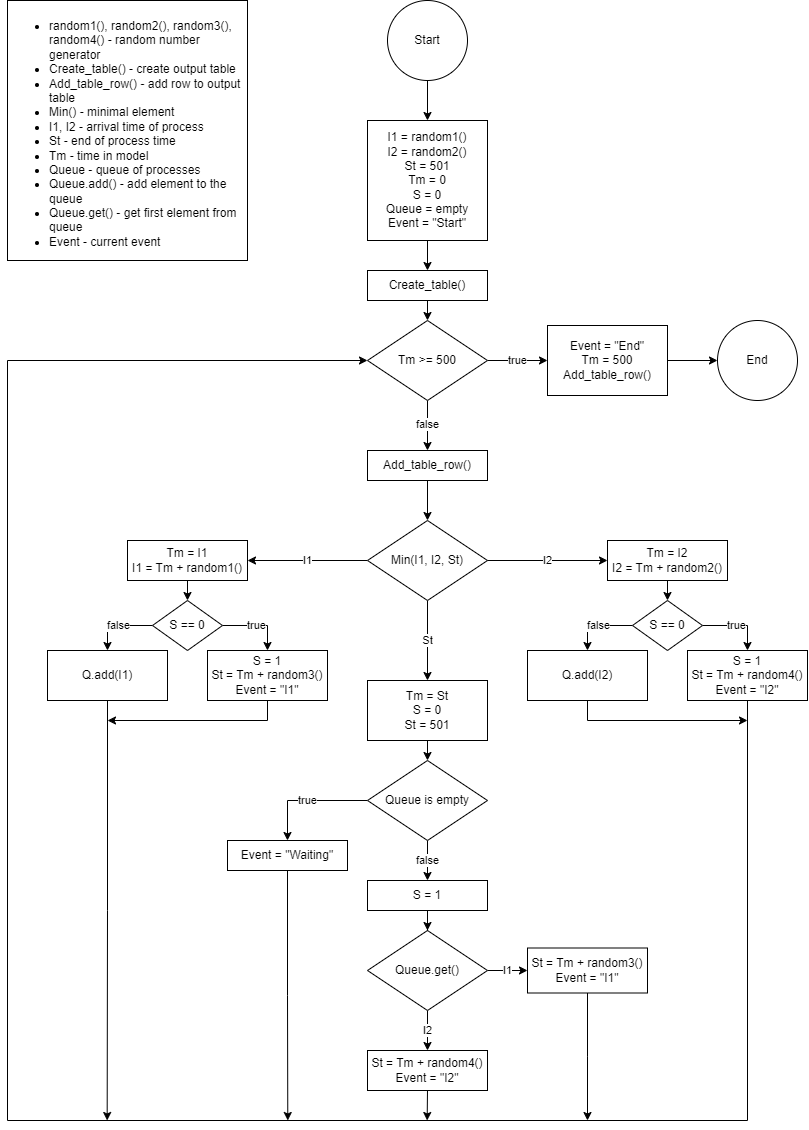 random1(), random2(), random3(),
random4() - random number
generator
Create_table() - create output table
Add_table_row() - add row to output
table
Min() - minimal element
I1, I2 - arrival time of process
St - end of process time
Tm - time in model
Queue - queue of processes
Queue.add() - add element to the
queue
Queue.get() - get first element from
queue
Event - current event
Start
I1 = random1()
I2 = random2()
St = 501
Tm = 0
S = 0
Queue = empty
Event = "Start"
Create_table()
Tm >= 500
true
Event = "End"
Tm = 500
Add_table_row()
End
false
Add_table_row()
Min(I1, I2, St)
I1
I2
St
Tm = I1
I1 = Tm + random1()
S == 0
false
true
Q.add(I1)
S = 1
St = Tm + random3()
Event = "I1"
Tm = I2
I2 = Tm + random2()
S == 0
false
true
Q.add(I2)
S = 1
St = Tm + random4()
Event = "I2"
Tm = St
S = 0
St = 501
Queue is empty
true
Event = "Waiting"
false
S = 1
Queue.get()
I1
St = Tm + random3()
Event = "I1"
I2
St = Tm + random4()
Event = "I2"